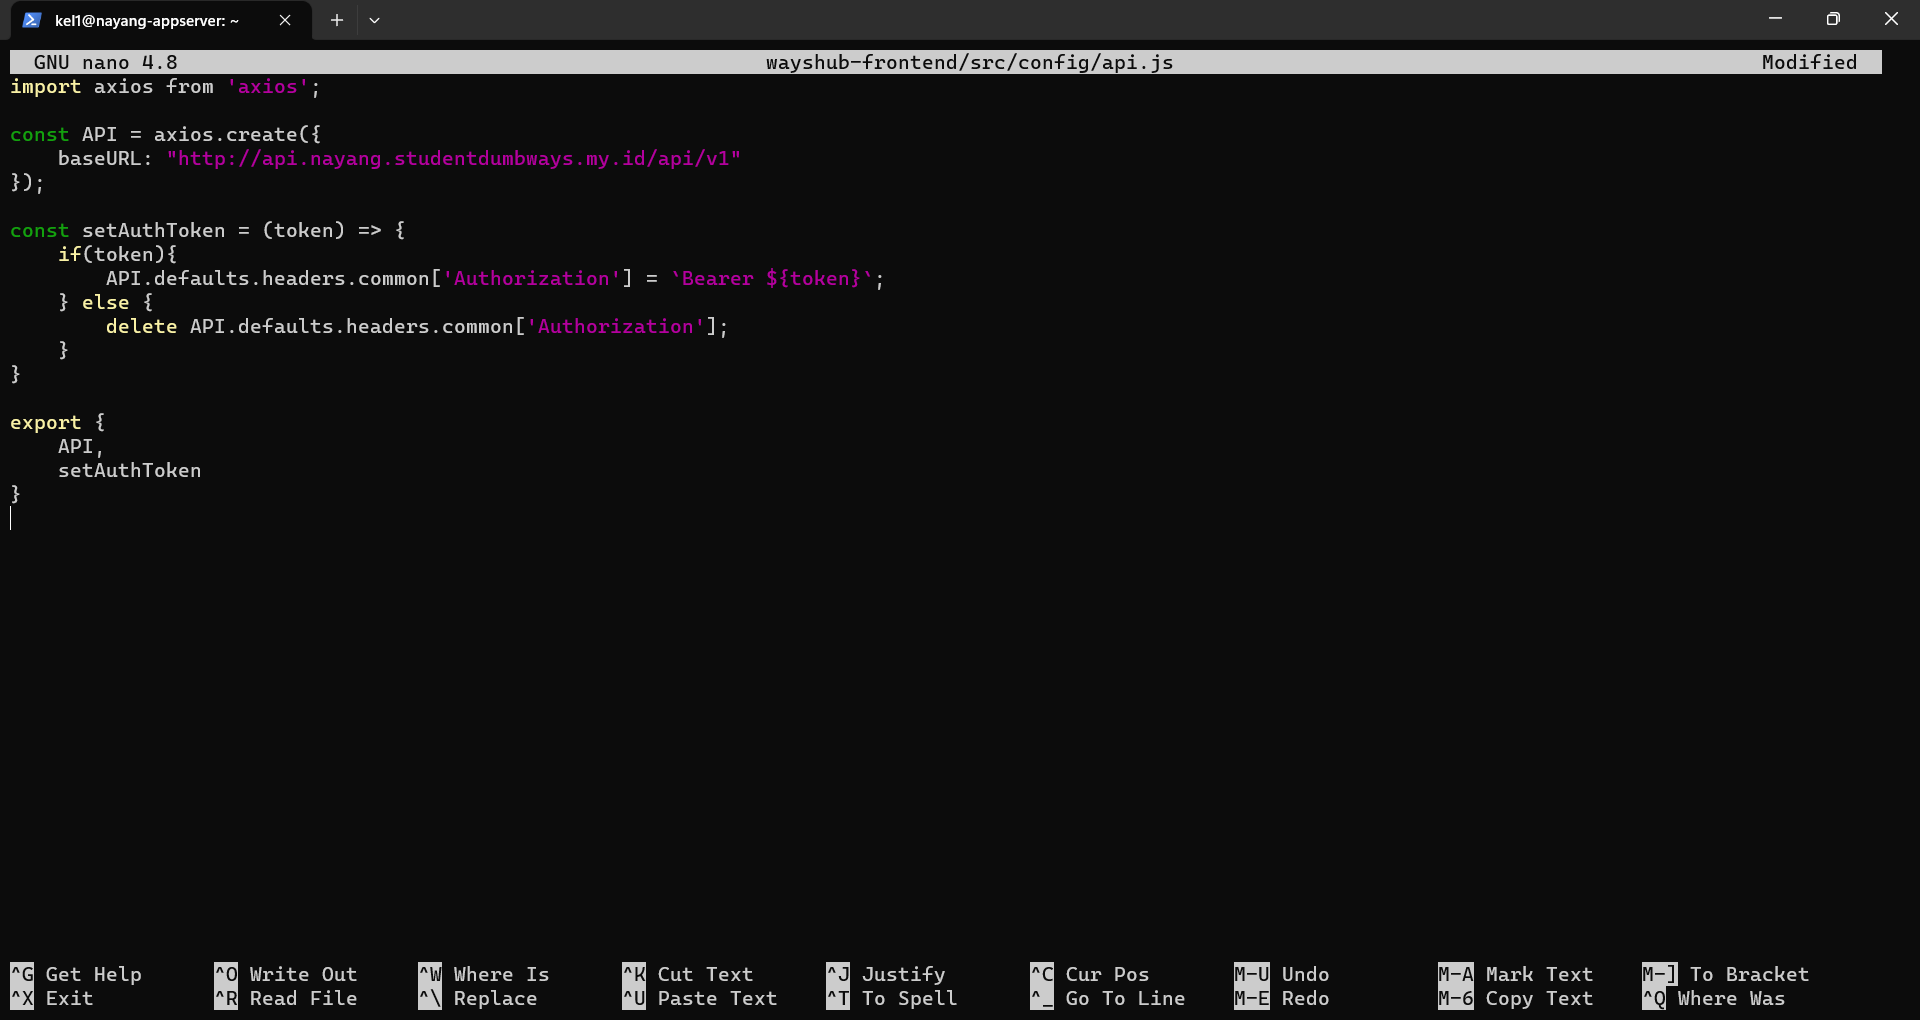 kel1@nayang-appserver: ~
GNU nano 4.8 wayshub-frontend/src/config/api.js Modified
import axios from 'axios';
const API = axios.create({
    baseURL: "http://api.nayang.studentdumbways.my.id/api/v1"
});
const setAuthToken = (token) => {
    if(token){
        API.defaults.headers.common['Authorization'] = `Bearer ${token}`;
    } else {
        delete API.defaults.headers.common['Authorization'];
    }
}
export {
    API,
    setAuthToken
}
^G Get Help ^O Write Out ^W Where Is ^K Cut Text ^J Justify ^C Cur Pos M-U Undo M-A Mark Text M-] To Bracket
^X Exit ^R Read File ^\ Replace ^U Paste Text ^T To Spell ^_ Go To Line M-E Redo M-6 Copy Text ^Q Where Was